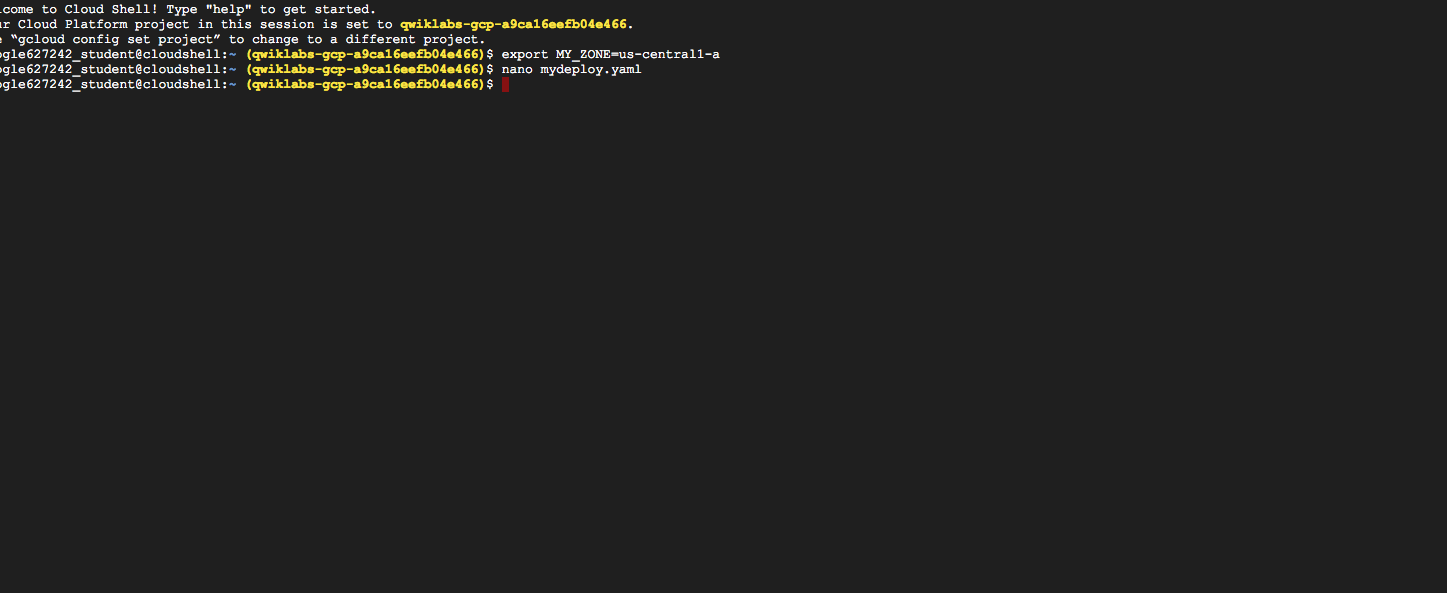 come to Cloud Shell! Type "help" to get started.
r Cloud Platform project in this session is set to qwiklabs-gcp-a9ca16eefb04e466.
“gcloud config set project” to change to a different project.
ogle627242_student@cloudshell:~ (qwiklabs-gcp-a9ca16eefb04e466)$ export MY_ZONE=us-central1-a
ogle627242_student@cloudshell:~ (qwiklabs-gcp-a9ca16eefb04e466)$ nano mydeploy.yaml
ogle627242_student@cloudshell:~ (qwiklabs-gcp-a9ca16eefb04e466)$